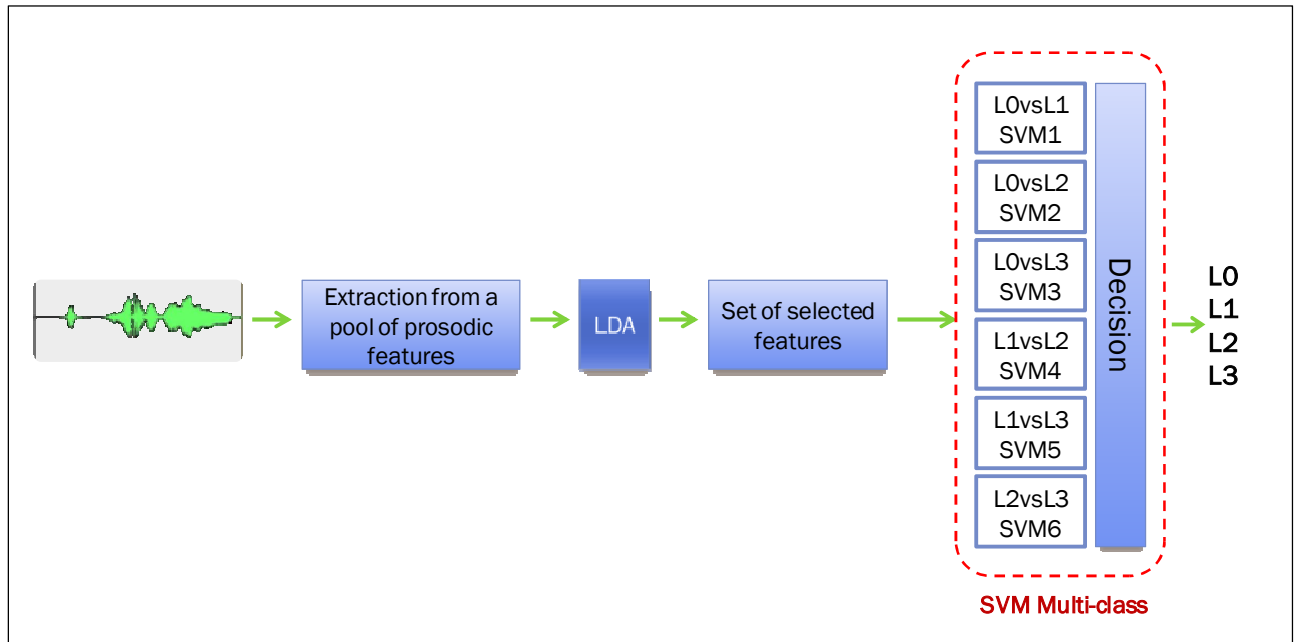 Extraction from a
pool of prosodic
features
LDA
Set of selected
features
L0vsL1
SVM1
L0vsL2
SVM2
L0vsL3
SVM3
L1vsL2
SVM4
L1vsL3
SVM5
L2vsL3
SVM6
Decision
L0
L1
L2
L3
SVM Multi-class